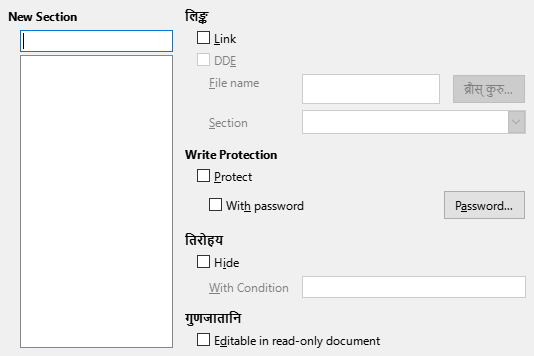 New Section
लिङ्क
Link
DDE
File name
ब्रौस् कुरु...
Section
Write Protection
Protect
With password
Password...
तिरोहय
Hide
With Condition
गुणजातानि
Editable in read-only document